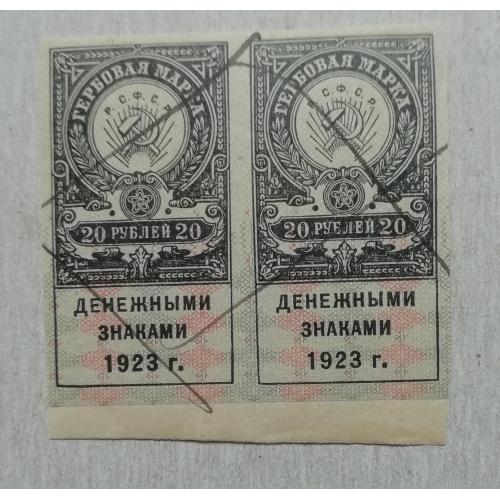 ГЕРБОВАЯ МАРКА
Р.С.Ф.С.Р.
20 РУБЛЕЙ 20
ДЕНЕЖНЫМИ
ЗНАКАМИ
1923 г.
ГЕРБОВАЯ МАРКА
Р.С.Ф.С.Р.
20 РУБЛЕЙ 20
ДЕНЕЖНЫМИ
ЗНАКАМИ
1923 г.